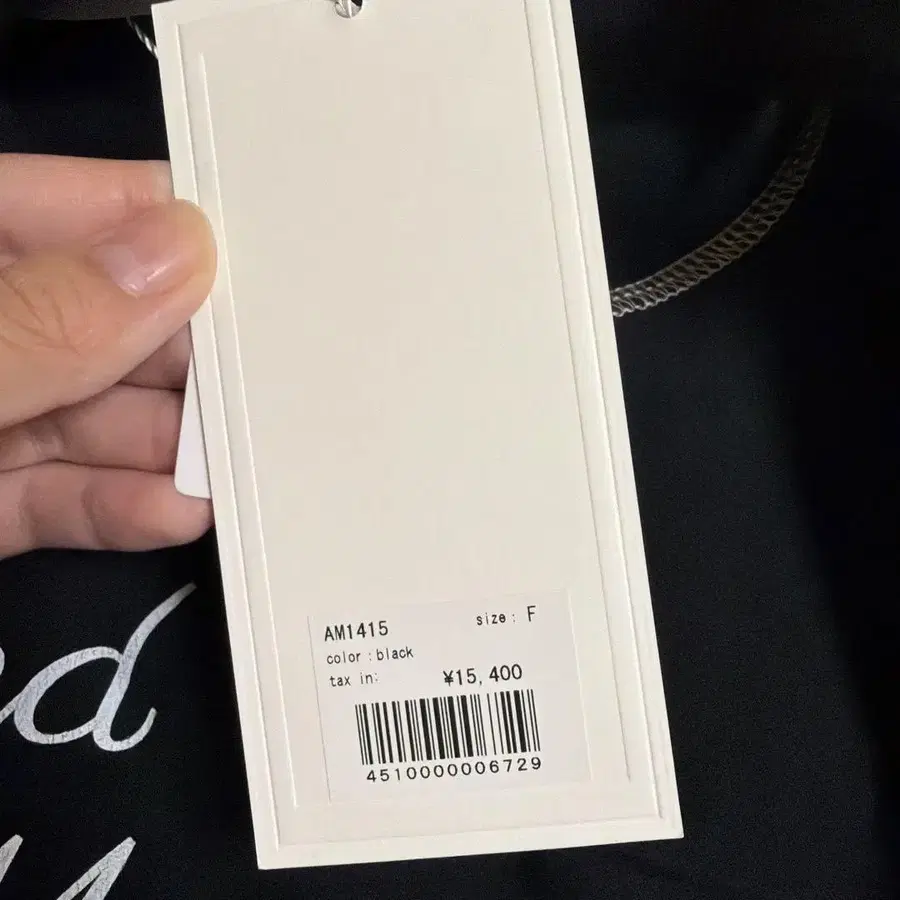 AM1415 size: F
color:black
tax in: ¥15,400
4510000006729
d